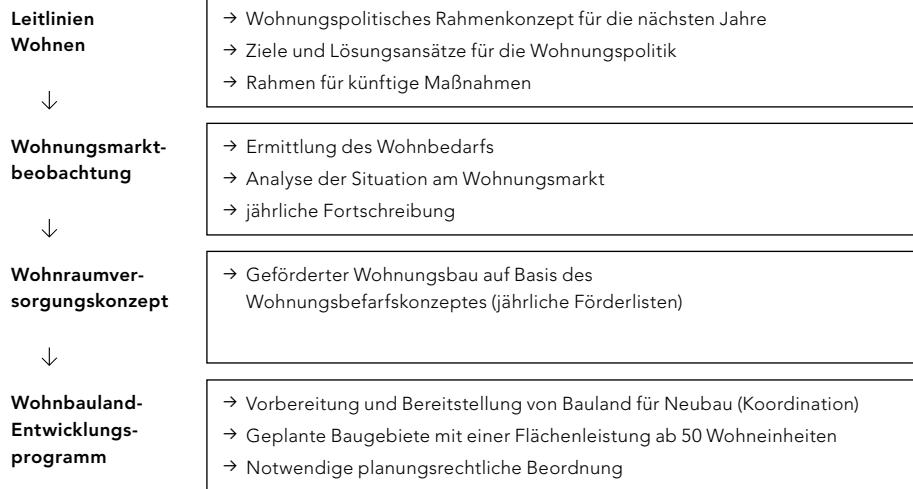 Leitlinien
Wohnen
→ Wohnungspolitisches Rahmenkonzept für die nächsten Jahre
→ Ziele und Lösungsansätze für die Wohnungspolitik
→ Rahmen für künftige Maßnahmen
↓
Wohnungsmarkt-
beobachtung
→ Ermittlung des Wohnbedarfs
→ Analyse der Situation am Wohnungsmarkt
→ jährliche Fortschreibung
↓
Wohnraumver-
sorgungskonzept
→ Geförderter Wohnungsbau auf Basis des
Wohnungsbefarfskonzeptes (jährliche Förderlisten)
↓
Wohnbauland-
Entwicklungs-
programm
→ Vorbereitung und Bereitstellung von Bauland für Neubau (Koordination)
→ Geplante Baugebiete mit einer Flächenleistung ab 50 Wohneinheiten
→ Notwendige planungsrechtliche Beordnung